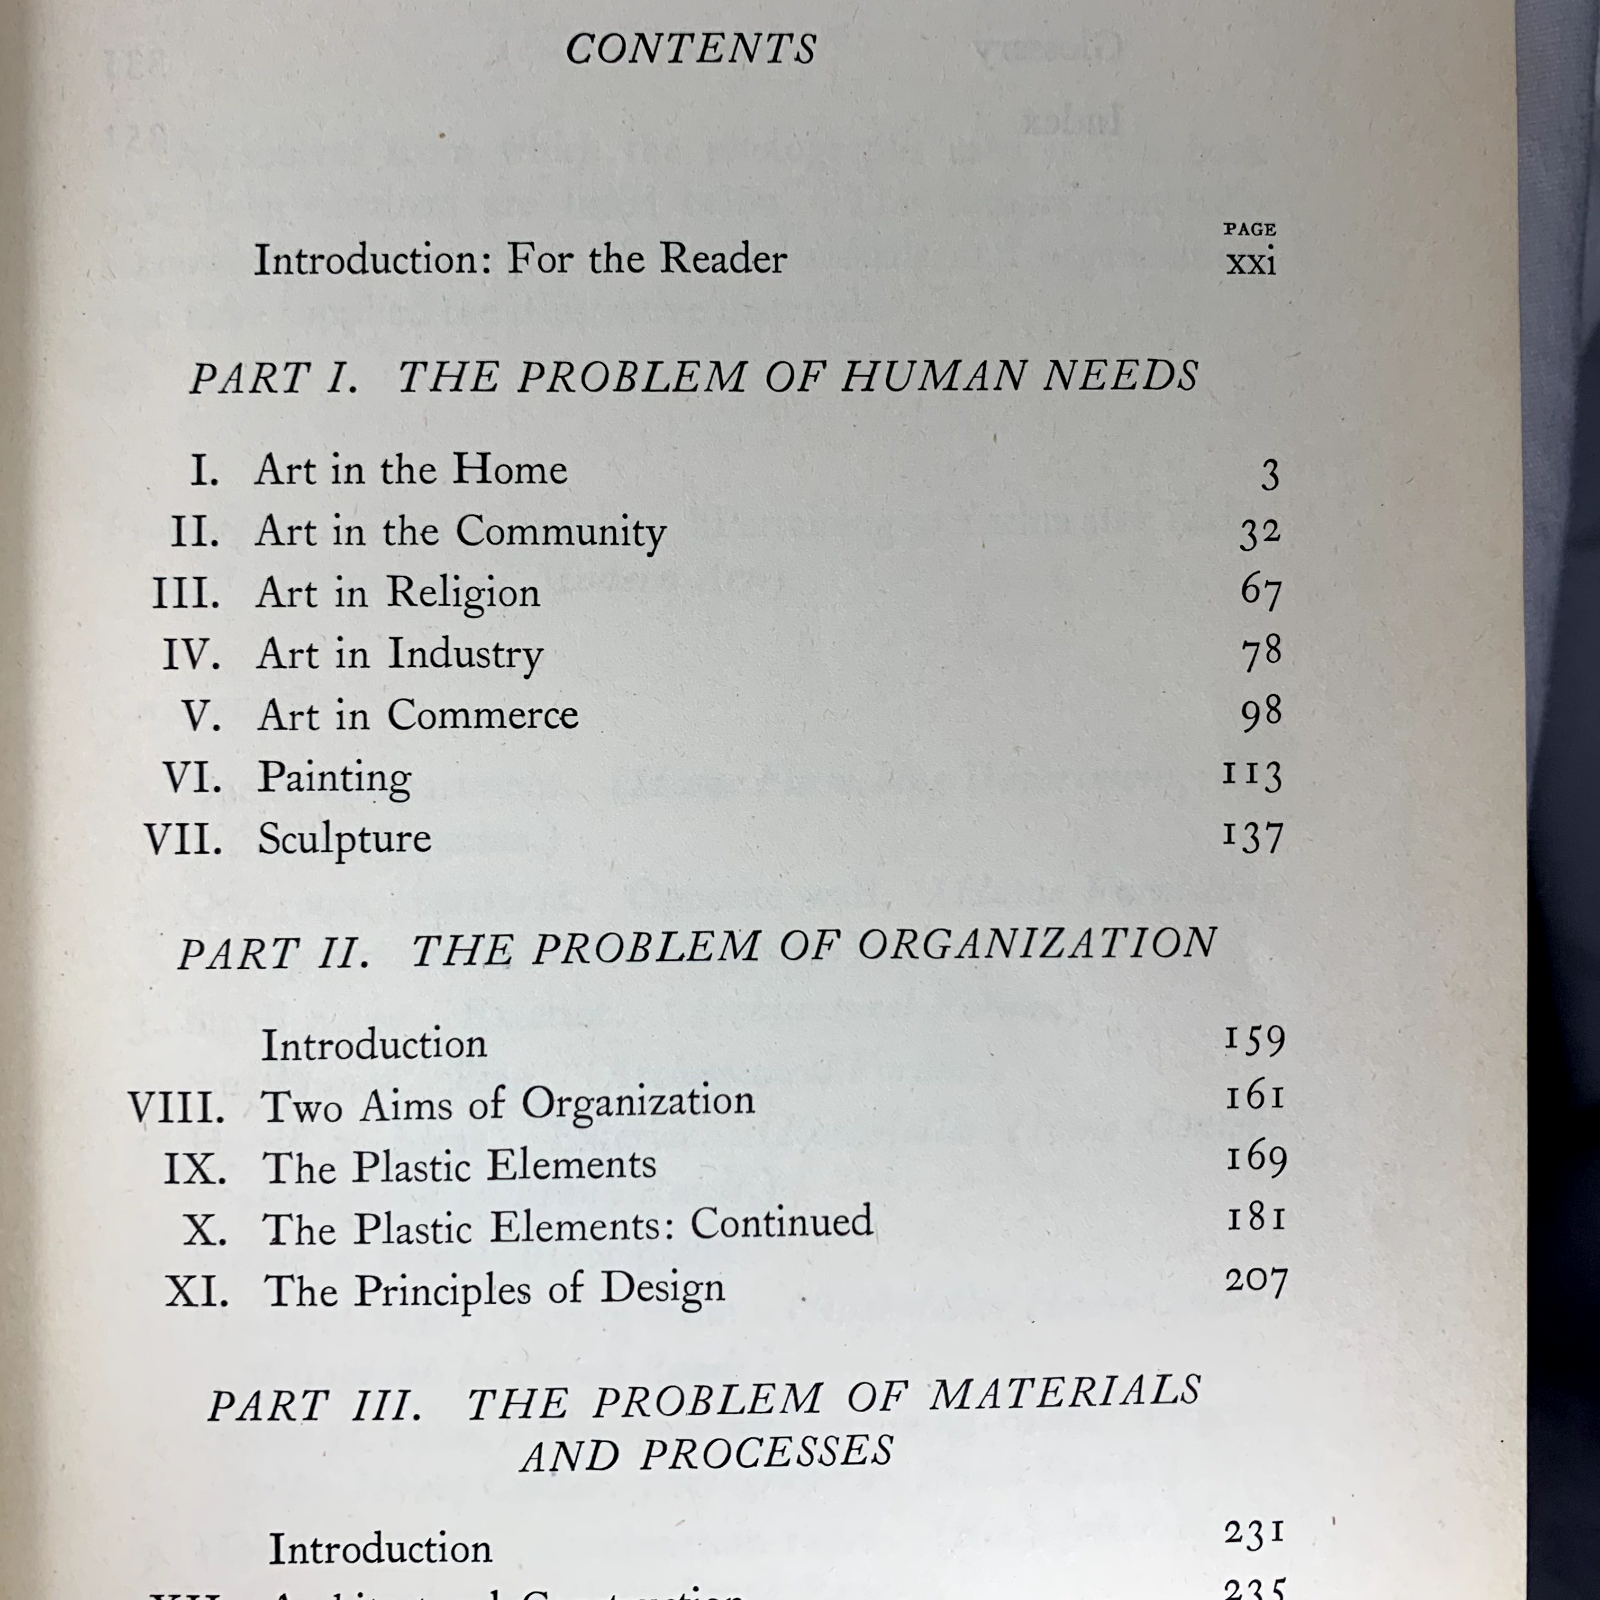 CONTENTS
PAGE
Introduction: For the Reader xxi
PART I. THE PROBLEM OF HUMAN NEEDS
I. Art in the Home 3
II. Art in the Community 32
III. Art in Religion 67
IV. Art in Industry 78
V. Art in Commerce 98
VI. Painting 113
VII. Sculpture 137
PART II. THE PROBLEM OF ORGANIZATION
Introduction 159
VIII. Two Aims of Organization 161
IX. The Plastic Elements 169
X. The Plastic Elements: Continued 181
XI. The Principles of Design 207
PART III. THE PROBLEM OF MATERIALS
AND PROCESSES
Introduction 231
235